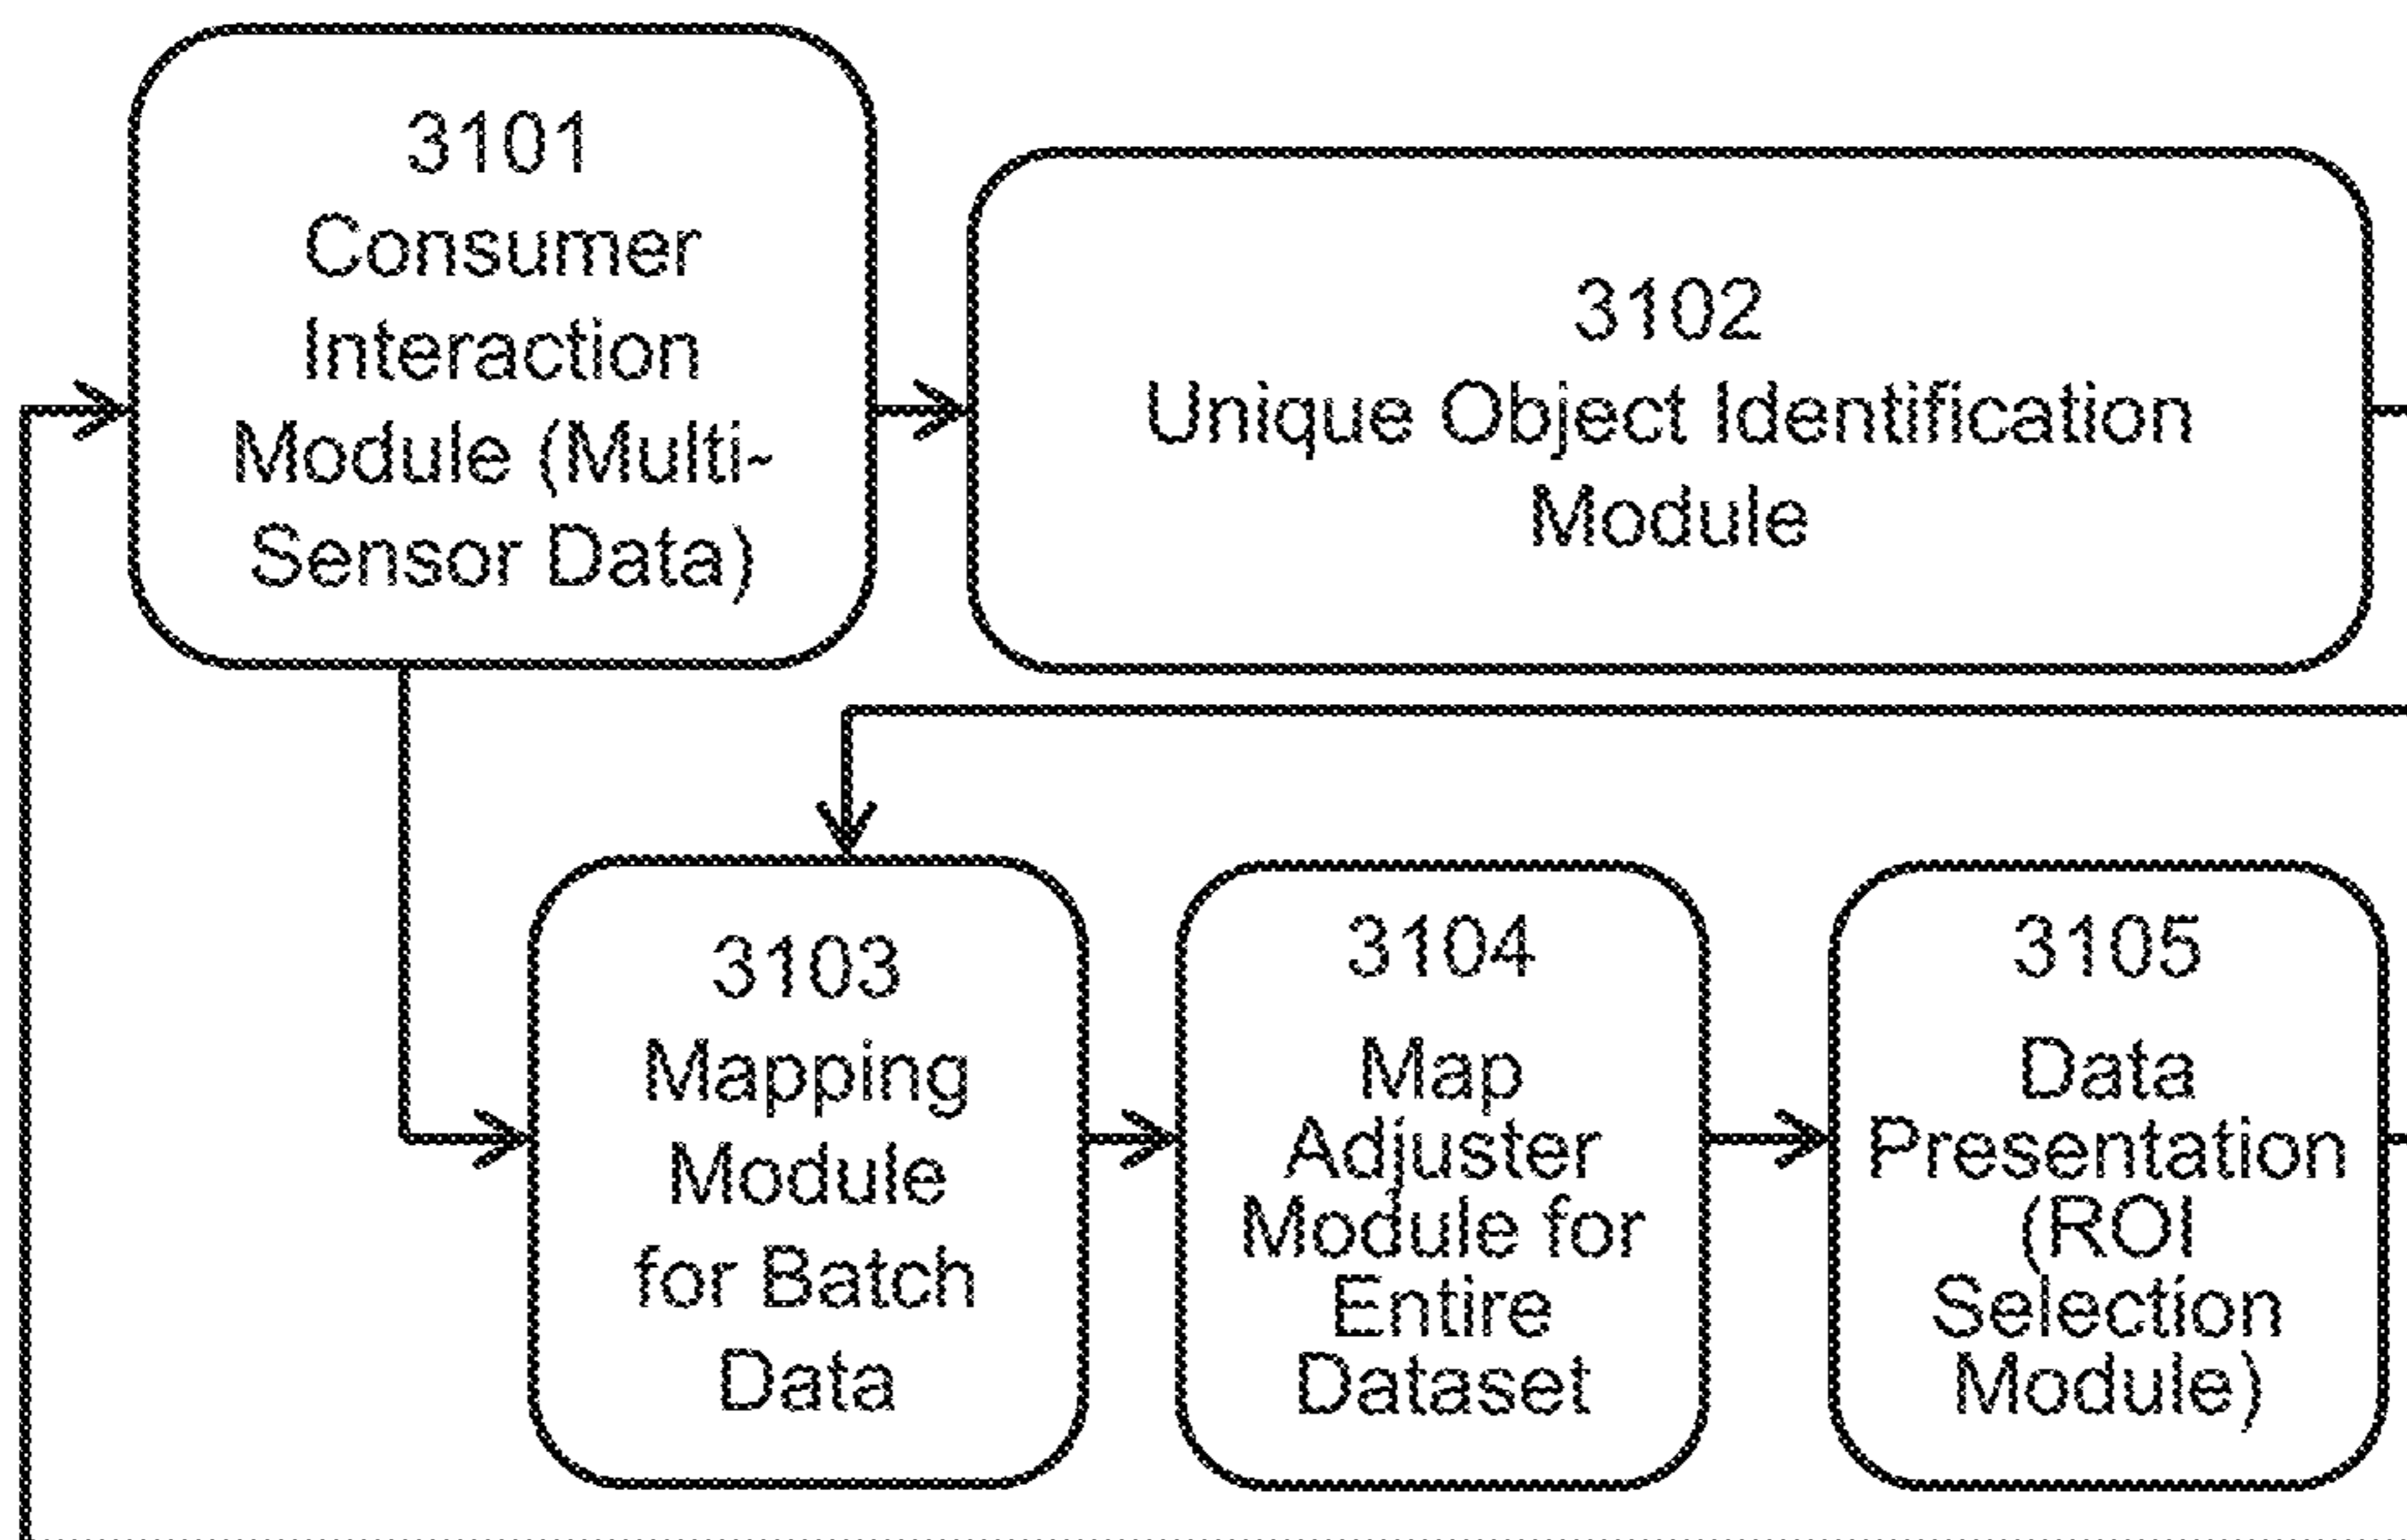 3101
Consumer
Interaction
Module (Multi-
Sensor Data)
3102
Unique Object Identification
Module
3103
Mapping
Module
for Batch
Data
3104
Map
Adjuster
Module for
Entire
Dataset
3105
Data
Presentation
(ROI
Selection
Module)